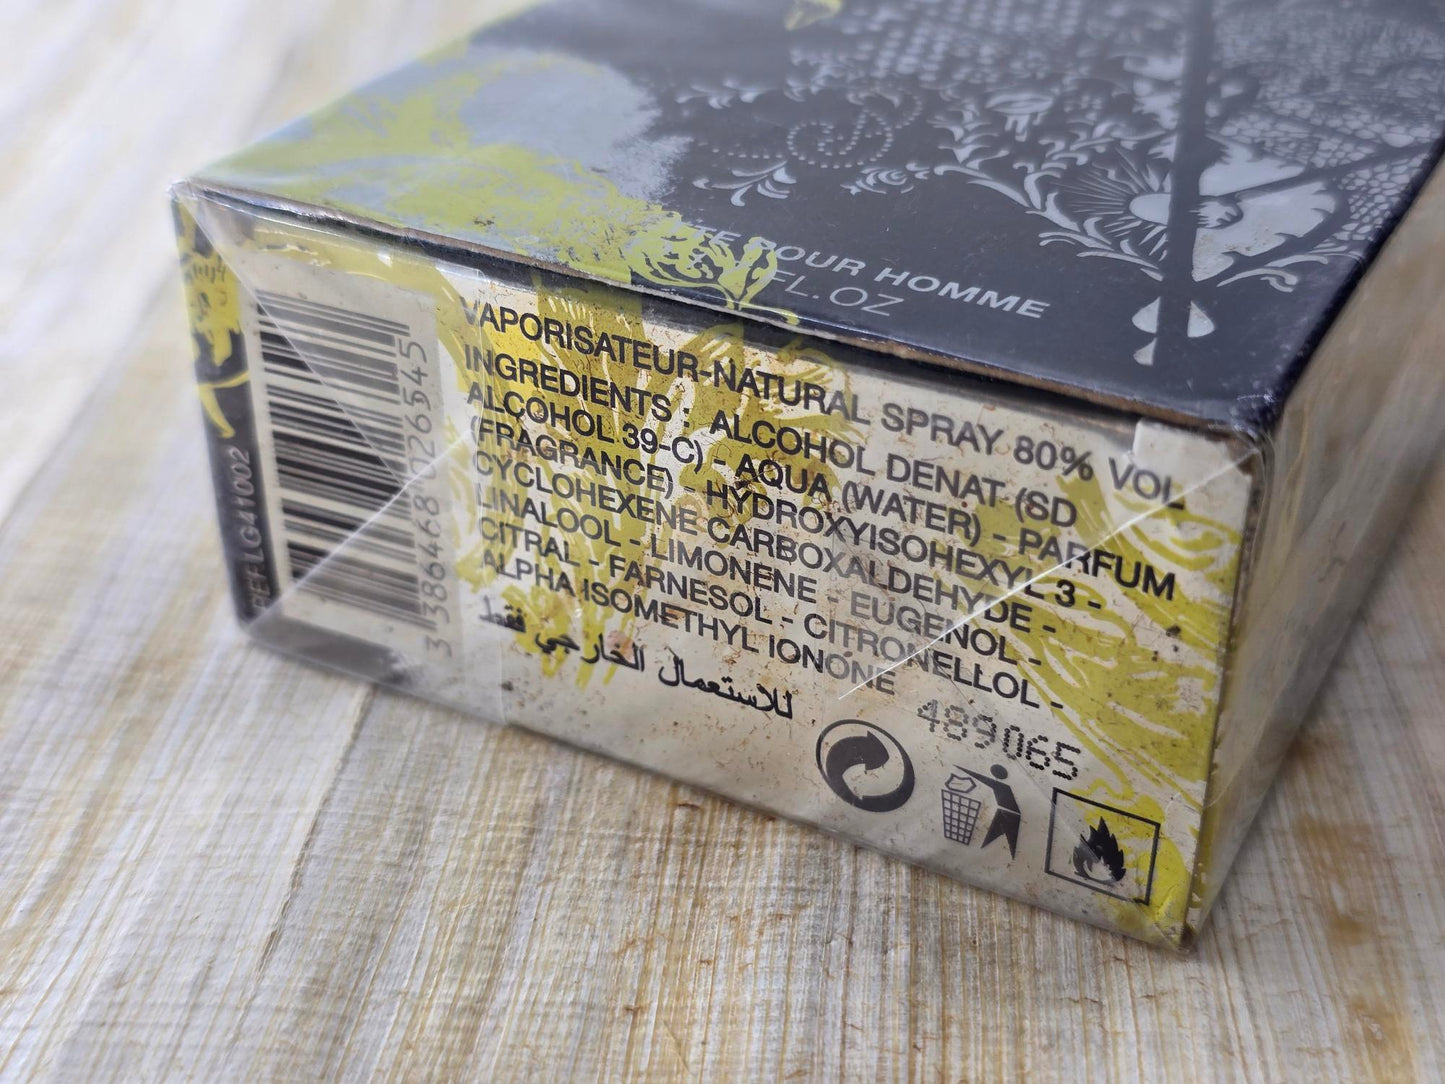 POUR HOMME
FL.OZ
VAPORISATEUR-NATURAL SPRAY 80% VOL
INGREDIENTS : ALCOHOL DENAT (SD
ALCOHOL 39-C) - AQUA (WATER) - PARFUM
(FRAGRANCE) - HYDROXYISOHEXYL 3 -
CYCLOHEXENE CARBOXALDEHYDE -
LINALOOL - LIMONENE - EUGENOL -
CITRAL - FARNESOL - CITRONELLOL -
ALPHA ISOMETHYL IONONE
للاستعمال الخارجي فقط
489065
3 386468 026545
REF LG41002